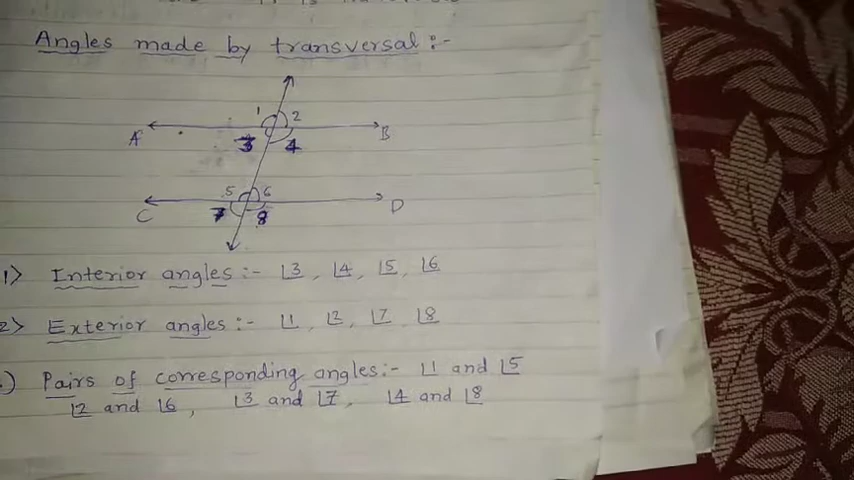 Angles made by transversal :-
1 2
A B
3 4
5 6
C D
7 8
1> Interior angles :- ∠3, ∠4, ∠5, ∠6
2> Exterior angles :- ∠1, ∠2, ∠7, ∠8
.) Pairs of corresponding angles:- ∠1 and ∠5
∠2 and ∠6, ∠3 and ∠7, ∠4 and ∠8